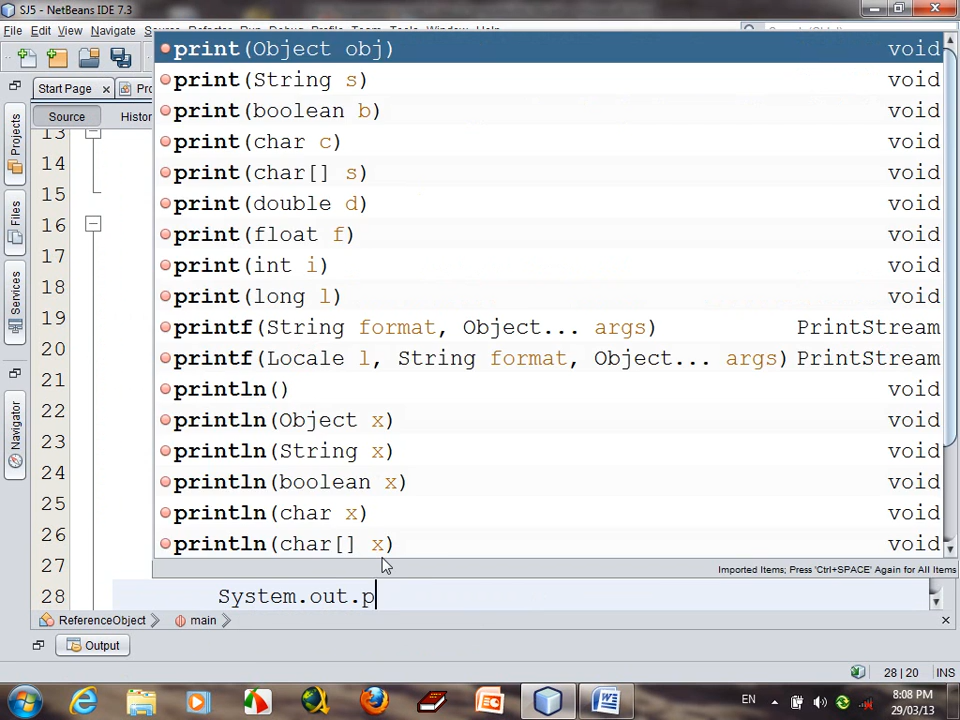 SJ5 - NetBeans IDE 7.3
File Edit View Navigate
Start Page
Source Histor
print(Object obj) void
print(String s) void
print(boolean b) void
print(char c) void
print(char[] s) void
print(double d) void
print(float f) void
print(int i) void
print(long l) void
printf(String format, Object... args) PrintStream
printf(Locale l, String format, Object... args) PrintStream
println() void
println(Object x) void
println(String x) void
println(boolean x) void
println(char x) void
println(char[] x) void
Imported Items; Press 'Ctrl+SPACE' Again for All Items
Projects
Files
Services
Navigator
13
14
15
16
17
18
19
20
21
22
23
24
25
26
27
28 System.out.p
ReferenceObject main
Output
28|20 INS
EN 8:08 PM
29/03/13